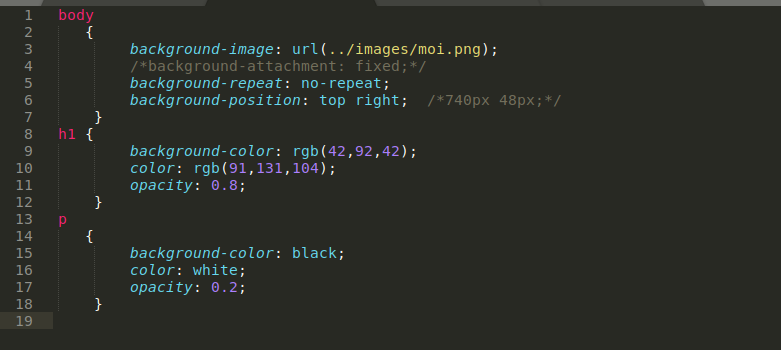 1 body
2 {
3 background-image: url(../images/moi.png);
4 /*background-attachment: fixed;*/
5 background-repeat: no-repeat;
6 background-position: top right; /*740px 48px;*/
7 }
8 h1 {
9 background-color: rgb(42,92,42);
10 color: rgb(91,131,104);
11 opacity: 0.8;
12 }
13 p
14 {
15 background-color: black;
16 color: white;
17 opacity: 0.2;
18 }
19